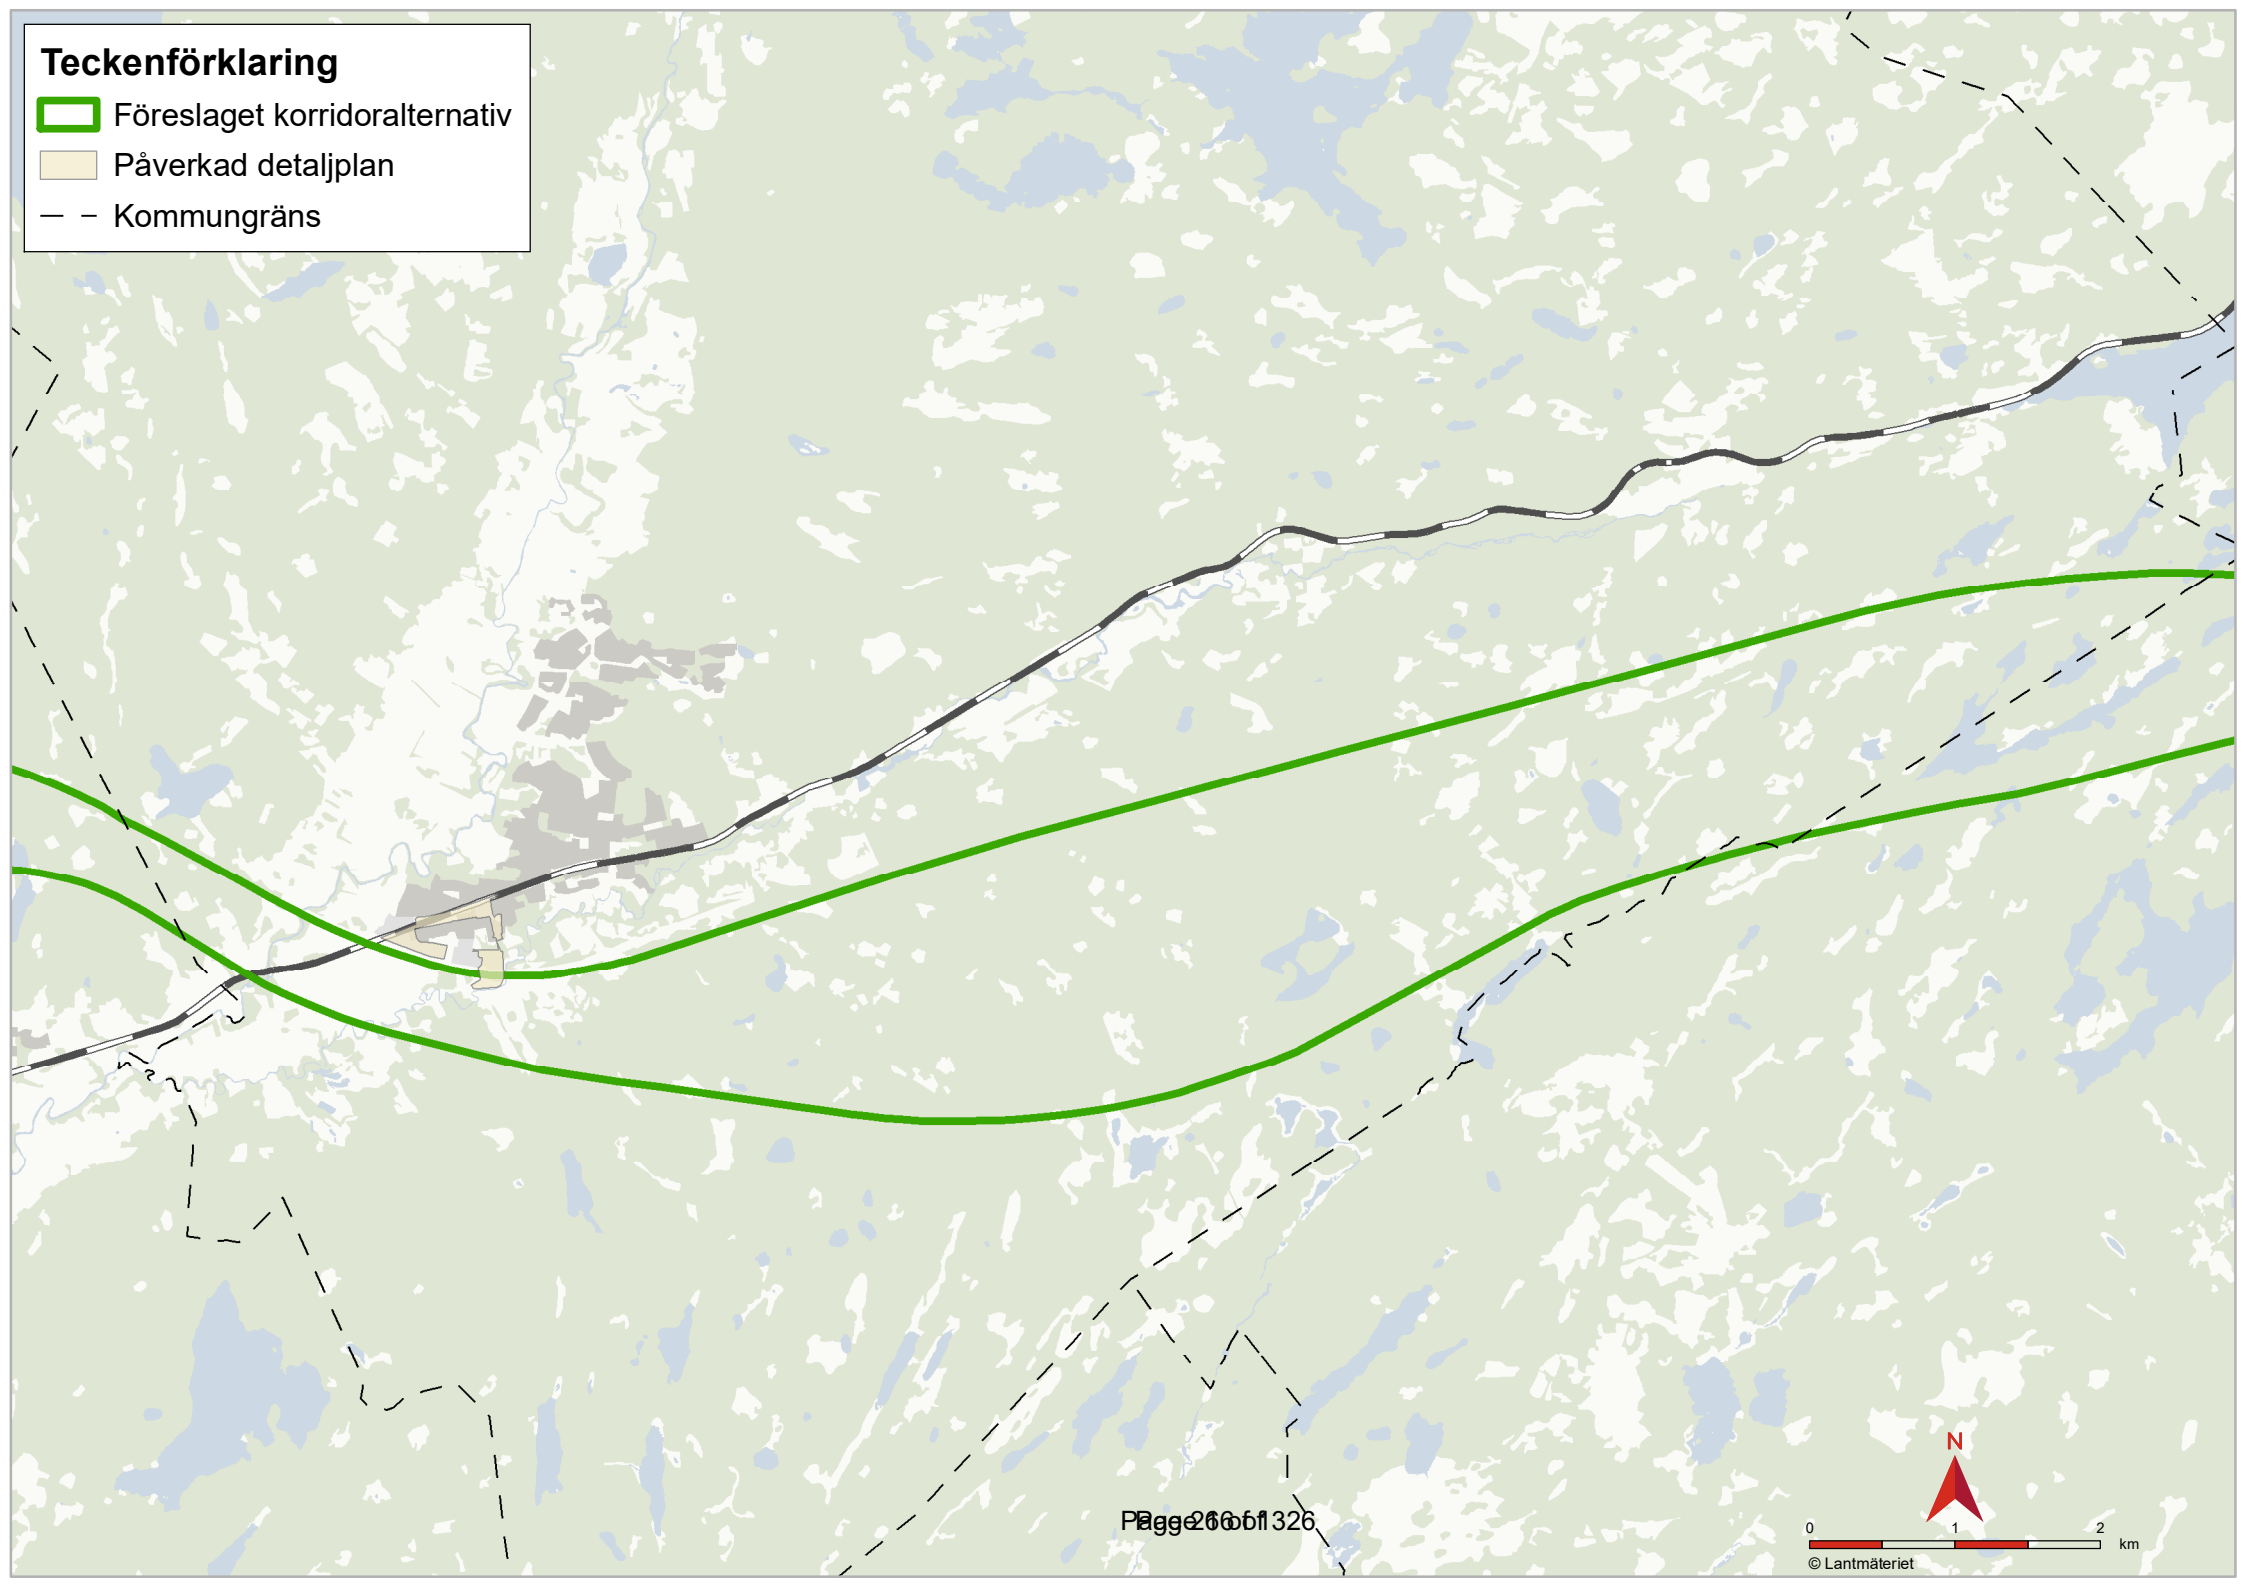 Teckenförklaring
Föreslaget korridoralternativ
Påverkad detaljplan
Kommungräns
N
0 1 2
km
© Lantmäteriet